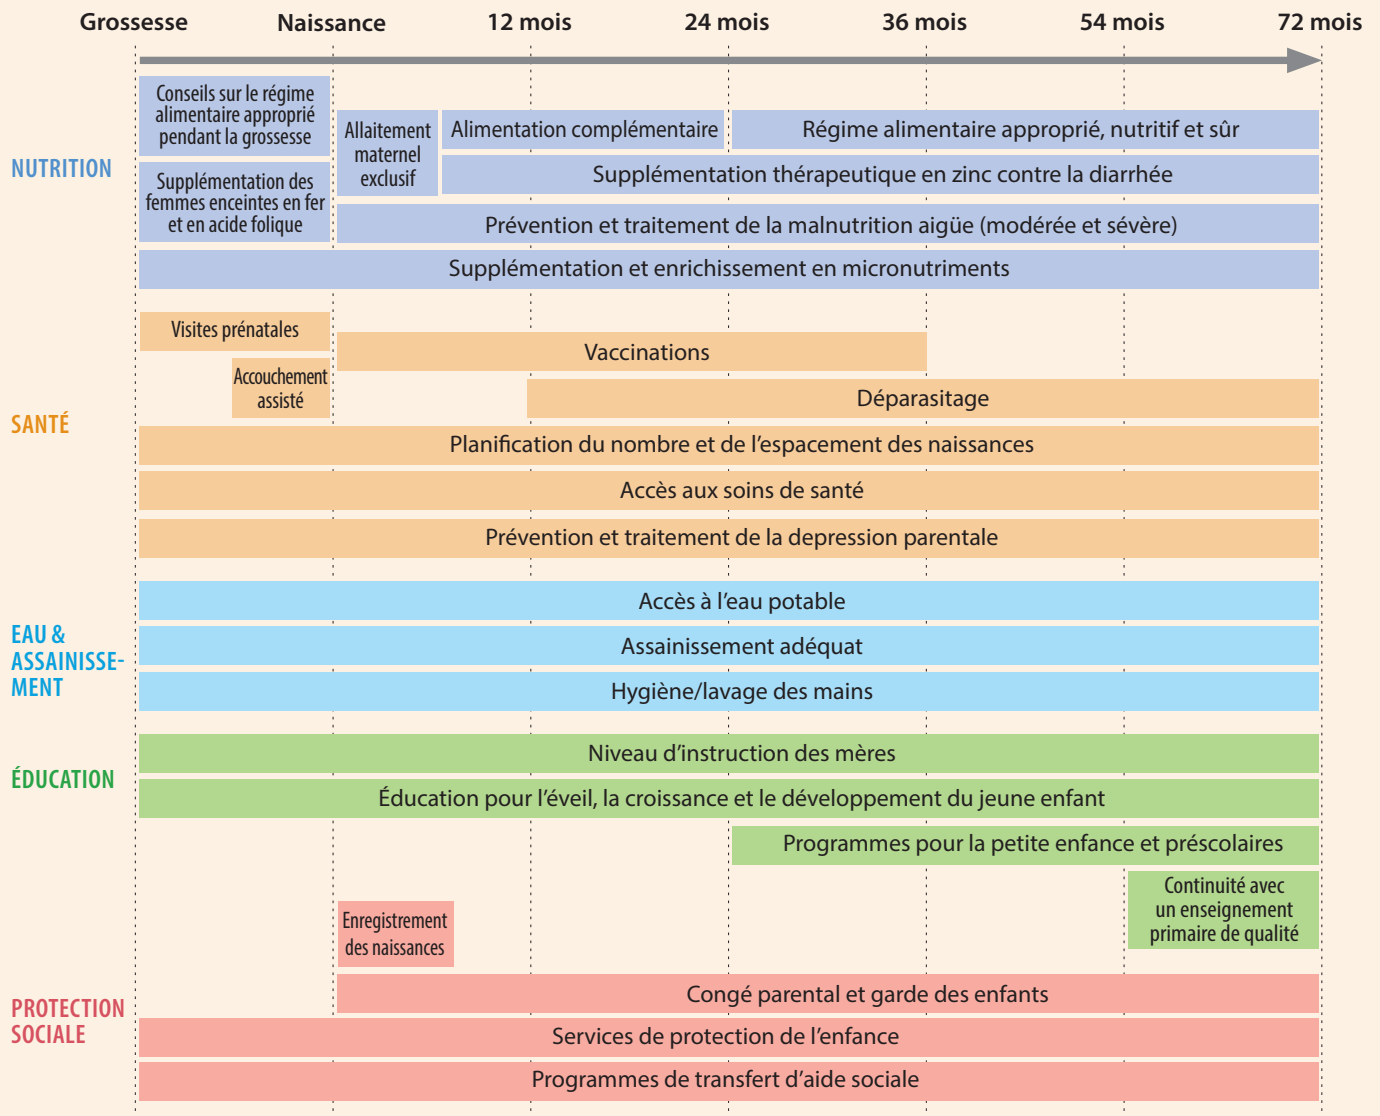 Grossesse Naissance 12 mois 24 mois 36 mois 54 mois 72 mois
NUTRITION
Conseils sur le régime
alimentaire approprié
pendant la grossesse
Supplémentation des
femmes enceintes en fer
et en acide folique
Allaitement
maternel
exclusif
Alimentation complémentaire
Régime alimentaire approprié, nutritif et sûr
Supplémentation thérapeutique en zinc contre la diarrhée
Prévention et traitement de la malnutrition aigüe (modérée et sévère)
Supplémentation et enrichissement en micronutriments
SANTÉ
Visites prénatales
Accouchement
assisté
Vaccinations
Déparasitage
Planification du nombre et de l’espacement des naissances
Accès aux soins de santé
Prévention et traitement de la depression parentale
EAU &
ASSAINISSE-
MENT
Accès à l’eau potable
Assainissement adéquat
Hygiène/lavage des mains
ÉDUCATION
Niveau d’instruction des mères
Éducation pour l’éveil, la croissance et le développement du jeune enfant
Programmes pour la petite enfance et préscolaires
Continuité avec
un enseignement
primaire de qualité
PROTECTION
SOCIALE
Enregistrement
des naissances
Congé parental et garde des enfants
Services de protection de l’enfance
Programmes de transfert d’aide sociale